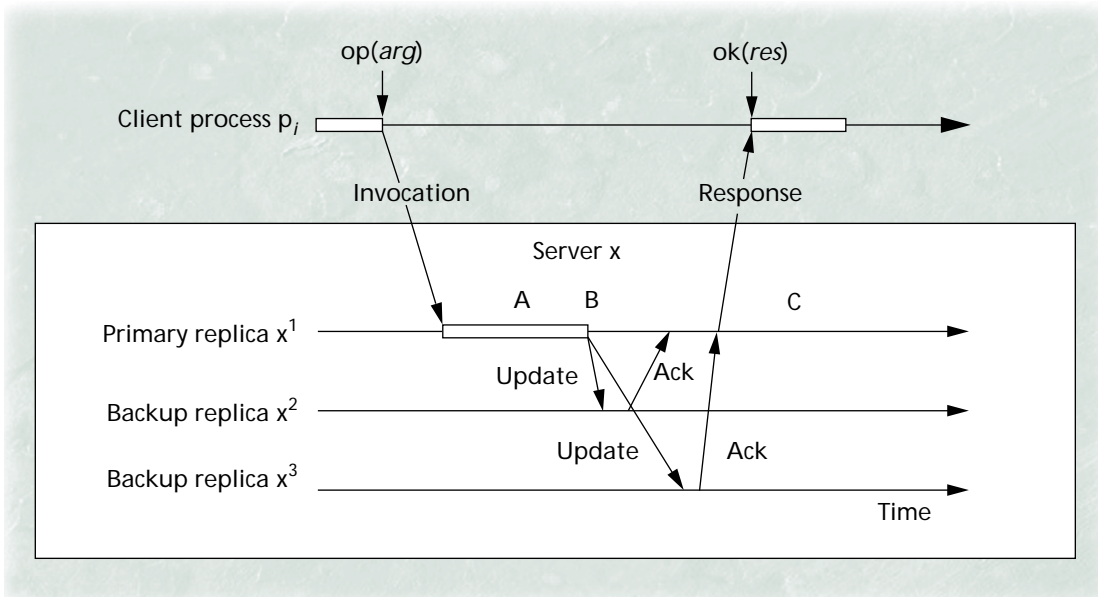 op(arg)
ok(res)
Client process pᵢ
Invocation
Response
Server x
A
B
C
Primary replica x¹
Update
Ack
Backup replica x²
Update
Ack
Backup replica x³
Time